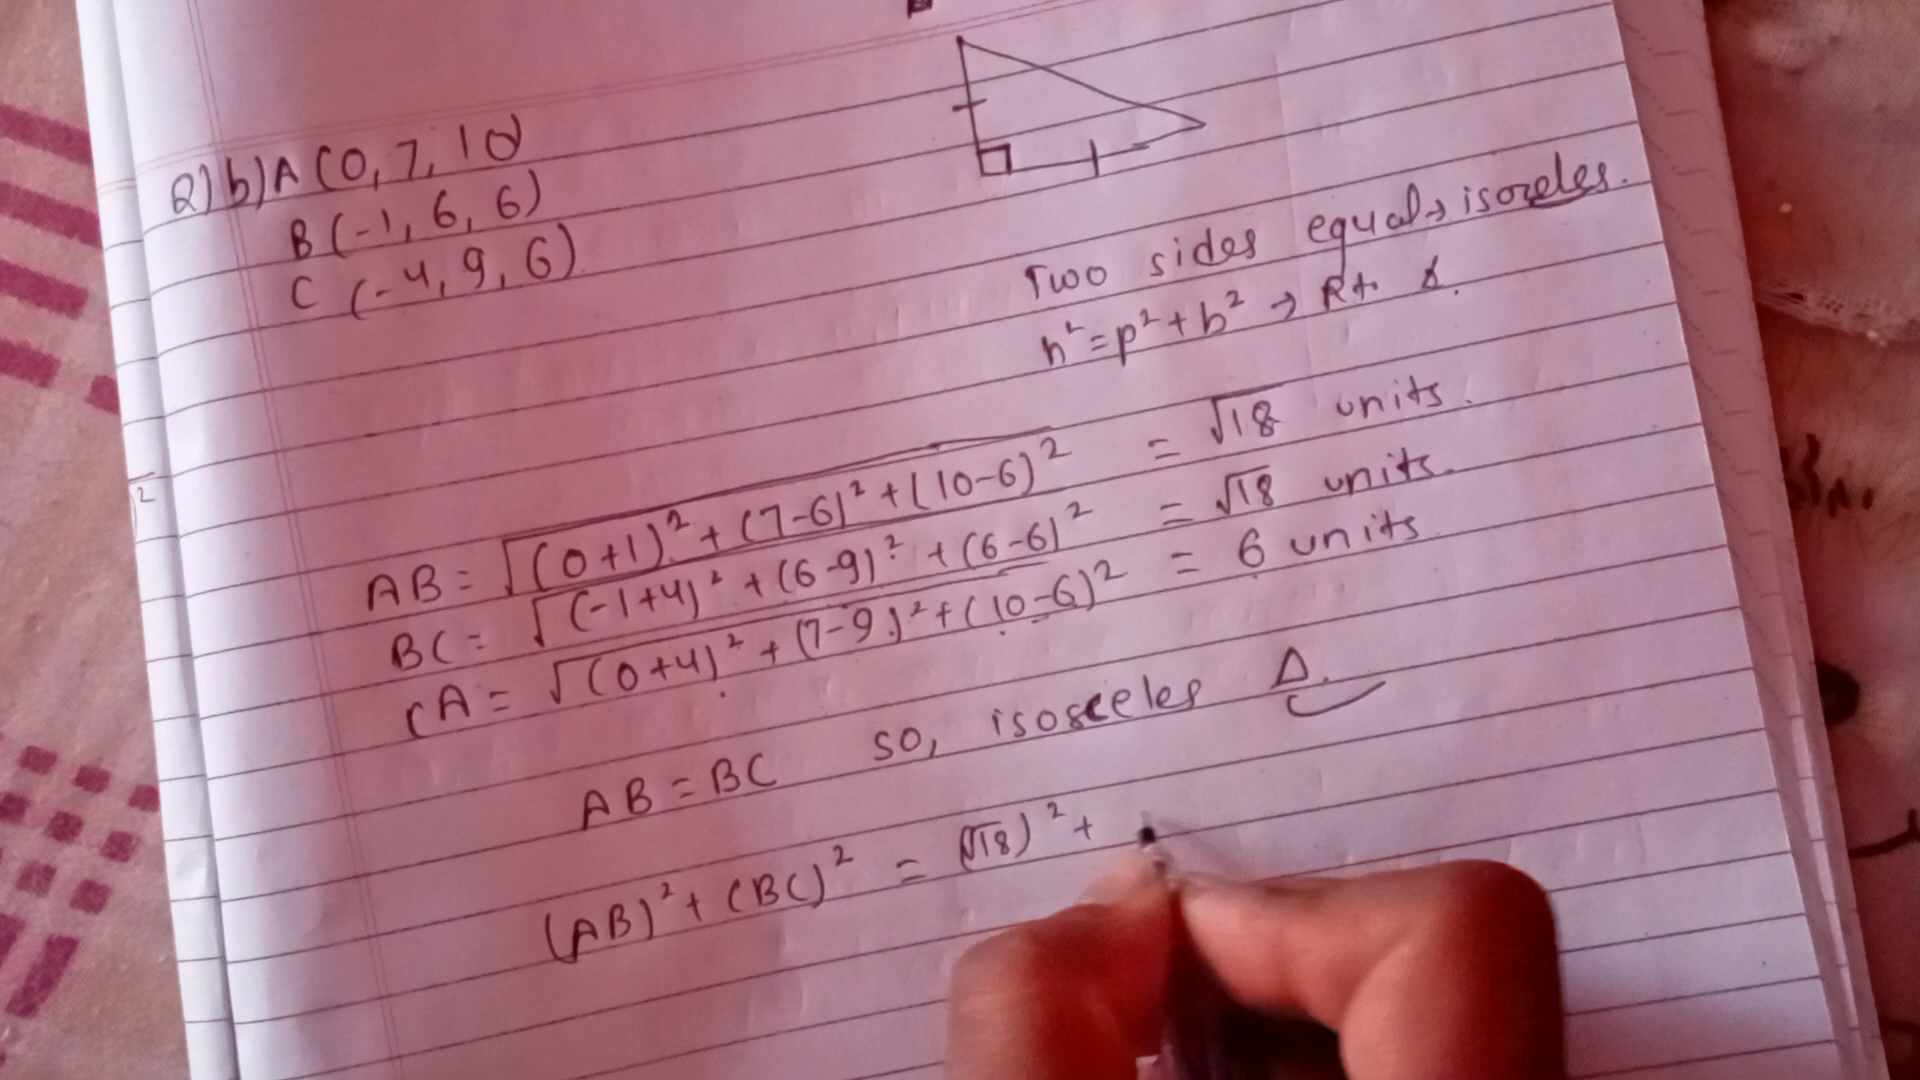 2) b) A (0, 7, 10)
B (-1, 6, 6)
C (-4, 9, 6)
Two sides equal → isoceles.
h² = p² + b² → Rt. ∆.
AB = √(0+1)² + (7-6)² + (10-6)² = √18 units.
BC = √(-1+4)² + (6-9)² + (6-6)² = √18 units.
CA = √(0+4)² + (7-9)² + (10-6)² = 6 units
AB = BC so, isosceles ∆.
(AB)² + (BC)² = (√18)² +
)²